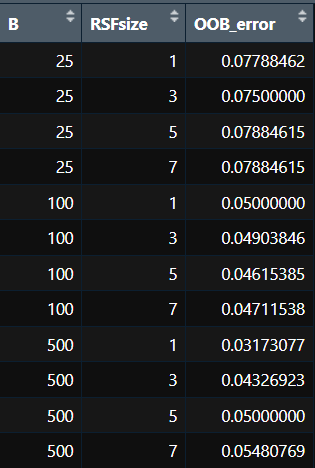 B RSFsize OOB_error
25 1 0.07788462
25 3 0.07500000
25 5 0.07884615
25 7 0.07884615
100 1 0.05000000
100 3 0.04903846
100 5 0.04615385
100 7 0.04711538
500 1 0.03173077
500 3 0.04326923
500 5 0.05000000
500 7 0.05480769